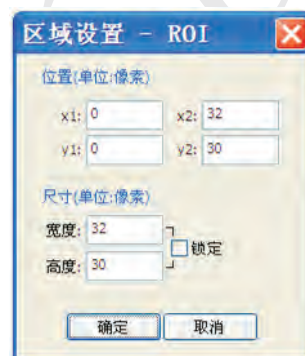 区域设置 - ROI
位置(单位:像素)
x1: 0 x2: 32
y1: 0 y2: 30
尺寸(单位:像素)
宽度: 32
锁定
高度: 30
确定 取消